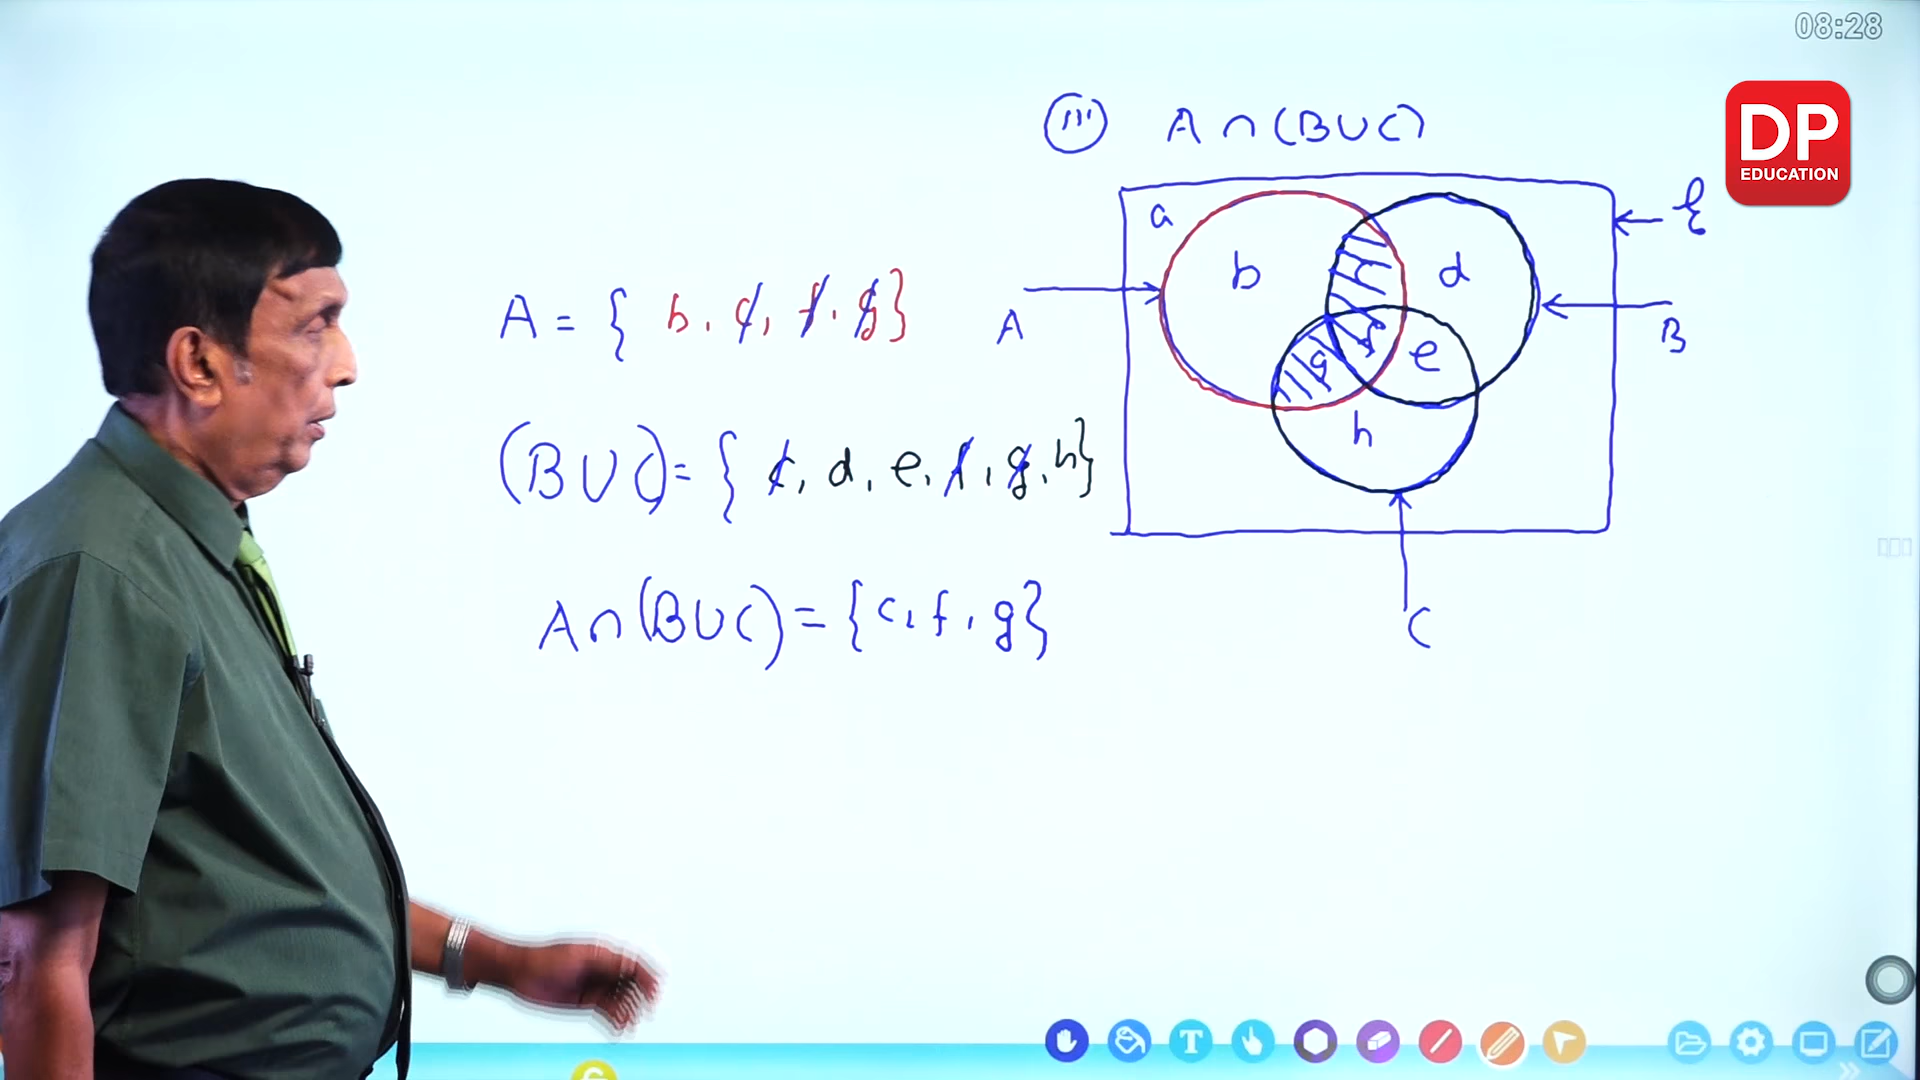 08:28
(iii) A∩(B∪C)
DP
EDUCATION
a
ξ
b
d
A = { b, c, f, g}
A
B
g
f
e
(B∪C)= { c, d, e, f, g, h}
h
A∩(B∪C) = {c, f, g}
C
T